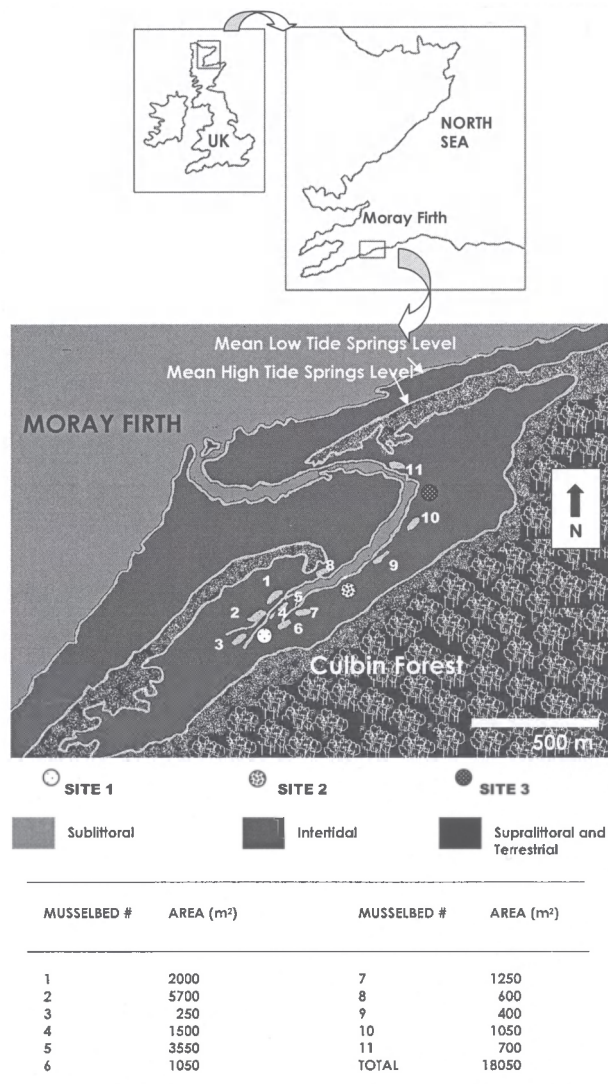 UK
NORTH
SEA
Moray Firth
Mean Low Tide Springs Level
Mean High Tide Springs Level
MORAY FIRTH
11
10
N
9
8
1
5
2
4
7
6
3
Culbin Forest
500 m
SITE 1 SITE 2 SITE 3
Sublittoral Intertidal Supralittoral and
Terrestrial
MUSSELBED # AREA (m²) MUSSELBED # AREA (m²)
1 2000 7 1250
2 5700 8 600
3 250 9 400
4 1500 10 1050
5 3550 11 700
6 1050 TOTAL 18050